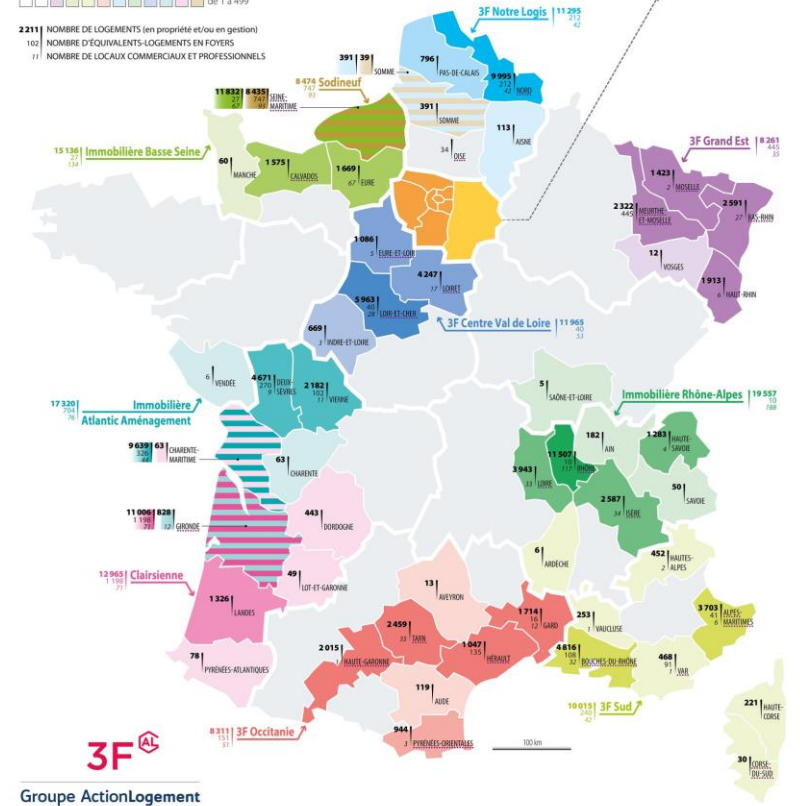 de 1 à 499
2 211 NOMBRE DE LOGEMENTS (en propriété et/ou en gestion)
102 NOMBRE D'ÉQUIVALENTS-LOGEMENTS EN FOYERS
11 NOMBRE DE LOCAUX COMMERCIAUX ET PROFESSIONNELS
3F Notre Logis 11 295
212
42
796 PAS-DE-CALAIS
9 995
212
42 NORD
391 39 SOMME
391
SOMME
113
AISNE
34 OISE
8 474
747
93
Sodineuf
11 832 8 435 SEINE-MARITIME
27 747
67 93
15 136
27
134
Immobilière Basse Seine
60
MANCHE
1 575
CALVADOS
1 669
67 EURE
3F Grand Est 8 261
445
35
1 423
2 MOSELLE
2 322
445
MEURTHE-ET-MOSELLE
2 591
27 BAS-RHIN
12
VOSGES
1 913
6 HAUT-RHIN
1 086
5 EURE-ET-LOIR
4 247
17 LOIRET
5 963
40
28 LOIR-ET-CHER
669
3 INDRE-ET-LOIRE
3F Centre Val de Loire 11 965
40
53
6 VENDÉE
4 671
270
9
DEUX-SÈVRES
2 182
102
11 VIENNE
17 320
704
76
Immobilière
Atlantic Aménagement
9 639 63 CHARENTE-MARITIME
326
44
63
CHARENTE
11 006 828
1 198
71 12 GIRONDE
443
DORDOGNE
49
LOT-ET-GARONNE
12 965
1 198
71
Clairsienne
1 326
LANDES
78
PYRÉNÉES-ATLANTIQUES
5
SAÔNE-ET-LOIRE
Immobilière Rhône-Alpes 19 557
10
188
11 507
10
117 RHÔNE
182
AIN
1 283
4 HAUTE-SAVOIE
3 943
33 LOIRE
2 587
34 ISÈRE
50
SAVOIE
6
ARDÈCHE
452
2
HAUTES-ALPES
13
AVEYRON
2 459
33 TARN
1 714
16
12 GARD
2 015
HAUTE-GARONNE
1 047
135
HÉRAULT
119
AUDE
944
3 PYRÉNÉES-ORIENTALES
8 311
151
51
3F Occitanie
253
1 VAUCLUSE
3 703
41
6
ALPES-MARITIMES
4 816
108
32 BOUCHES-DU-RHÔNE
468
91
1 VAR
10 015
240
42
3F Sud
221 HAUTE-CORSE
30 CORSE-DU-SUD
100 km
3F AL
Groupe ActionLogement